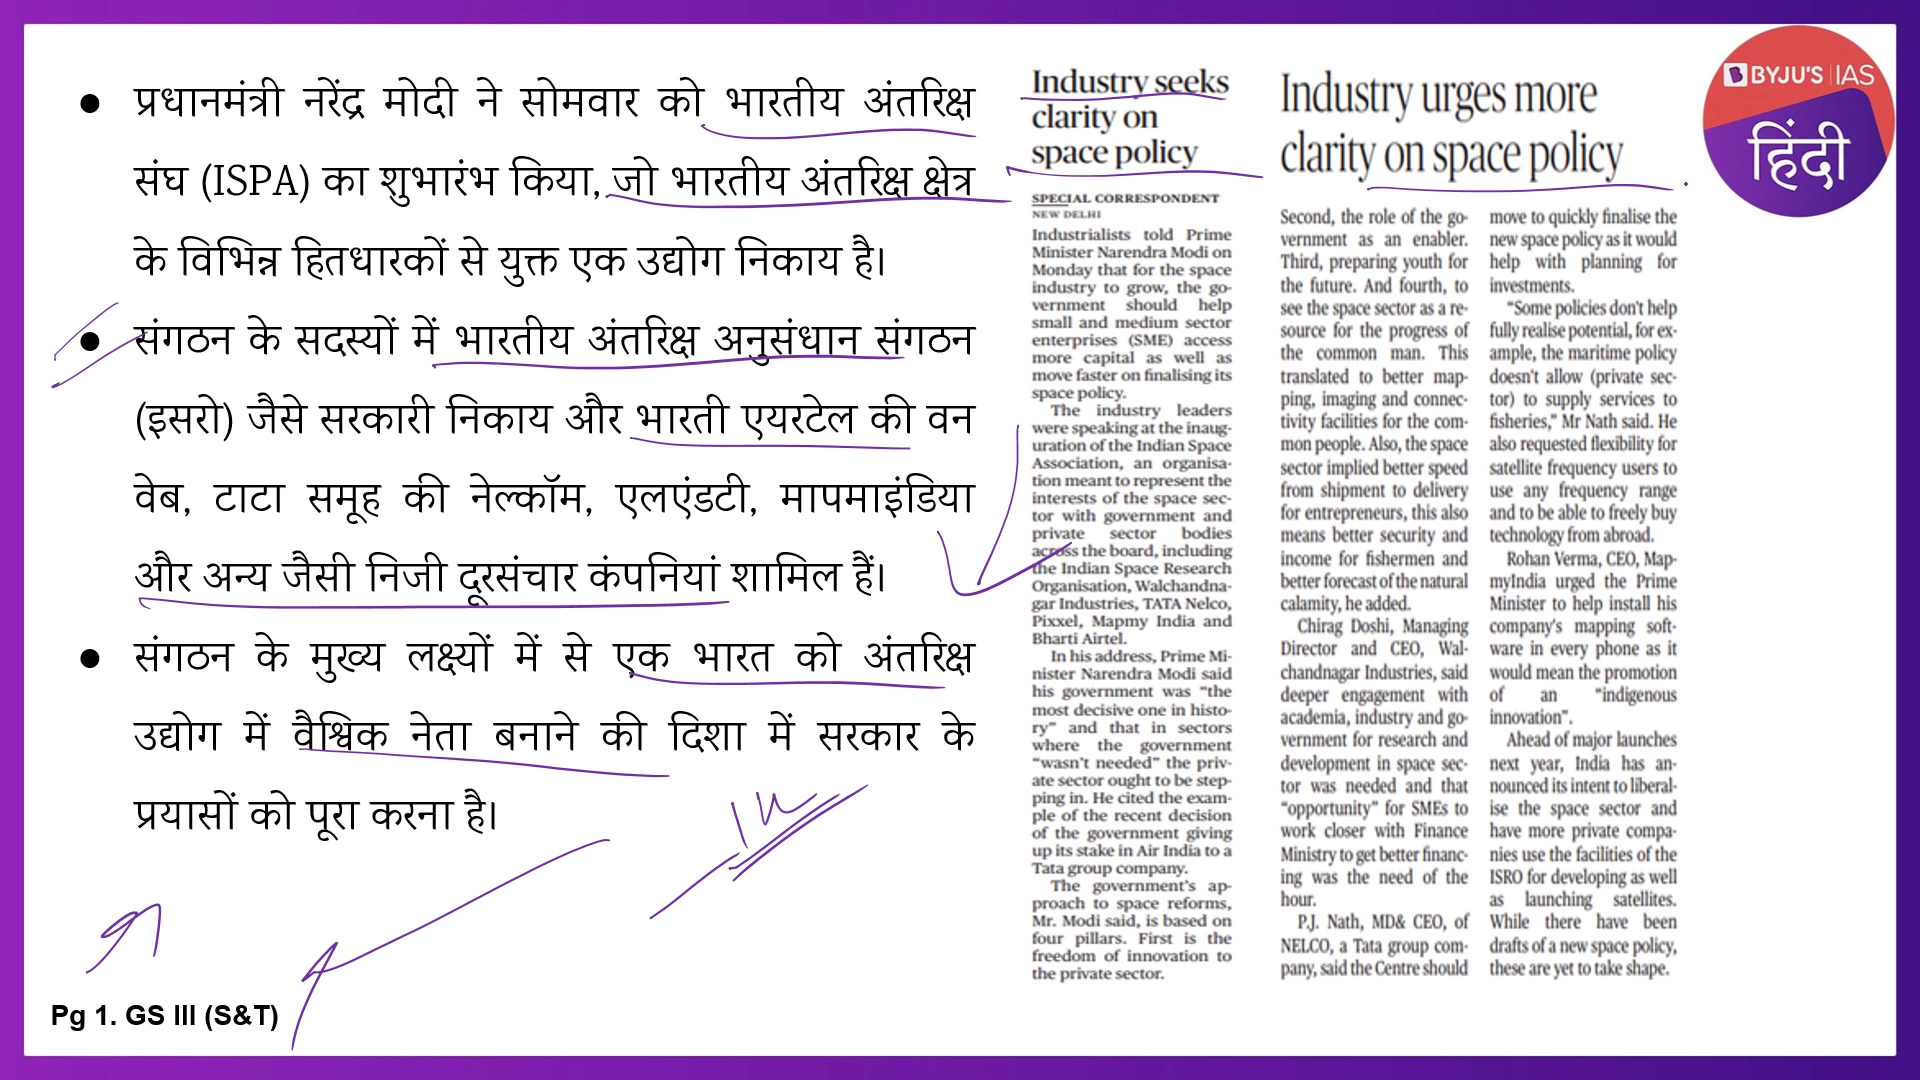 ● प्रधानमंत्री नरेंद्र मोदी ने सोमवार को भारतीय अंतरिक्ष
संघ (ISPA) का शुभारंभ किया, जो भारतीय अंतरिक्ष क्षेत्र
के विभिन्न हितधारकों से युक्त एक उद्योग निकाय है।
● संगठन के सदस्यों में भारतीय अंतरिक्ष अनुसंधान संगठन
(इसरो) जैसे सरकारी निकाय और भारती एयरटेल की वन
वेब, टाटा समूह की नेल्कॉम, एलएंडटी, मापमाइंडिया
और अन्य जैसी निजी दूरसंचार कंपनियां शामिल हैं।
● संगठन के मुख्य लक्ष्यों में से एक भारत को अंतरिक्ष
उद्योग में वैश्विक नेता बनाने की दिशा में सरकार के
प्रयासों को पूरा करना है।
Pg 1. GS III (S&T)
Industry seeks
clarity on
space policy
SPECIAL CORRESPONDENT
NEW DELHI
Industrialists told Prime
Minister Narendra Modi on
Monday that for the space
industry to grow, the go-
vernment should help
small and medium sector
enterprises (SME) access
more capital as well as
move faster on finalising its
space policy.
The industry leaders
were speaking at the inaug-
uration of the Indian Space
Association, an organisa-
tion meant to represent the
interests of the space sec-
tor with government and
private sector bodies
across the board, including
the Indian Space Research
Organisation, Walchandna-
gar Industries, TATA Nelco,
Pixxel, Mapmy India and
Bharti Airtel.
In his address, Prime Mi-
nister Narendra Modi said
his government was “the
most decisive one in histo-
ry” and that in sectors
where the government
“wasn’t needed” the priv-
ate sector ought to be step-
ping in. He cited the exam-
ple of the recent decision
of the government giving
up its stake in Air India to a
Tata group company.
The government’s ap-
proach to space reforms,
Mr. Modi said, is based on
four pillars. First is the
freedom of innovation to
the private sector.
Industry urges more
clarity on space policy
Second, the role of the go-
vernment as an enabler.
Third, preparing youth for
the future. And fourth, to
see the space sector as a re-
source for the progress of
the common man. This
translated to better map-
ping, imaging and connec-
tivity facilities for the com-
mon people. Also, the space
sector implied better speed
from shipment to delivery
for entrepreneurs, this also
means better security and
income for fishermen and
better forecast of the natural
calamity, he added.
Chirag Doshi, Managing
Director and CEO, Wal-
chandnagar Industries, said
deeper engagement with
academia, industry and go-
vernment for research and
development in space sec-
tor was needed and that
“opportunity” for SMEs to
work closer with Finance
Ministry to get better financ-
ing was the need of the
hour.
P.J. Nath, MD& CEO, of
NELCO, a Tata group com-
pany, said the Centre should
move to quickly finalise the
new space policy as it would
help with planning for
investments.
“Some policies don’t help
fully realise potential, for ex-
ample, the maritime policy
doesn’t allow (private sec-
tor) to supply services to
fisheries,” Mr Nath said. He
also requested flexibility for
satellite frequency users to
use any frequency range
and to be able to freely buy
technology from abroad.
Rohan Verma, CEO, Map-
myIndia urged the Prime
Minister to help install his
company’s mapping soft-
ware in every phone as it
would mean the promotion
of an “indigenous
innovation”.
Ahead of major launches
next year, India has an-
nounced its intent to liberal-
ise the space sector and
have more private compa-
nies use the facilities of the
ISRO for developing as well
as launching satellites.
While there have been
drafts of a new space policy,
these are yet to take shape.
BYJU'S | IAS
हिंदी